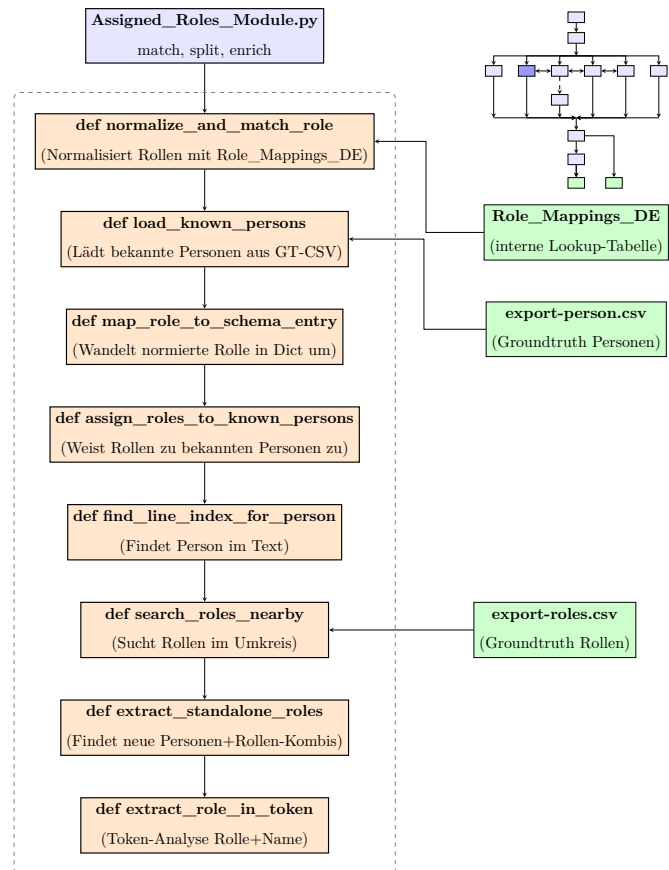 Assigned_Roles_Module.py
match, split, enrich
def normalize_and_match_role
(Normalisiert Rollen mit Role_Mappings_DE)
Role_Mappings_DE
(interne Lookup-Tabelle)
def load_known_persons
(Lädt bekannte Personen aus GT-CSV)
export-person.csv
(Groundtruth Personen)
def map_role_to_schema_entry
(Wandelt normierte Rolle in Dict um)
def assign_roles_to_known_persons
(Weist Rollen zu bekannten Personen zu)
def find_line_index_for_person
(Findet Person im Text)
def search_roles_nearby
(Sucht Rollen im Umkreis)
export-roles.csv
(Groundtruth Rollen)
def extract_standalone_roles
(Findet neue Personen+Rollen-Kombis)
def extract_role_in_token
(Token-Analyse Rolle+Name)